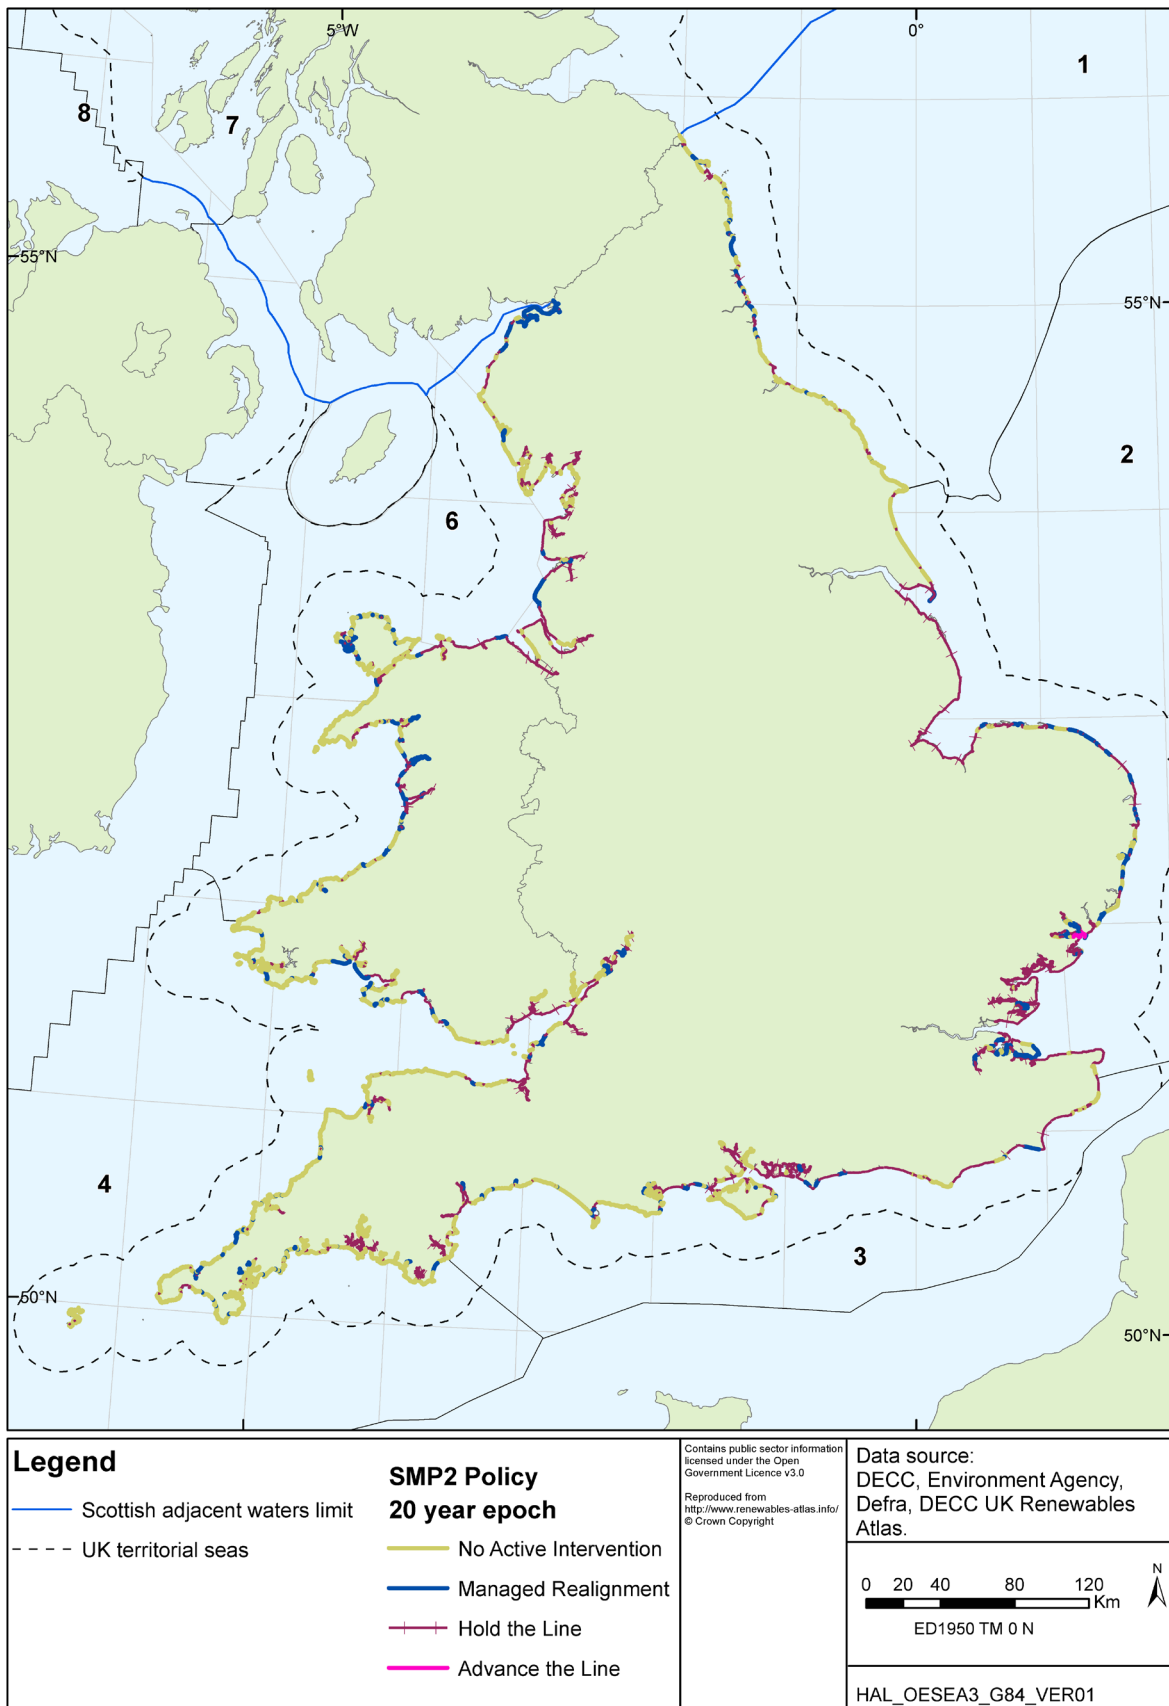 5°W
0°
1
8
7
55°N
55°N
2
6
4
3
50°N
50°N
Legend
Scottish adjacent waters limit
UK territorial seas
SMP2 Policy
20 year epoch
No Active Intervention
Managed Realignment
Hold the Line
Advance the Line
Contains public sector information
licensed under the Open
Government Licence v3.0
Reproduced from
http://www.renewables-atlas.info/
© Crown Copyright
Data source:
DECC, Environment Agency,
Defra, DECC UK Renewables
Atlas.
N
0 20 40 80 120
Km
ED1950 TM 0 N
HAL_OESEA3_G84_VER01